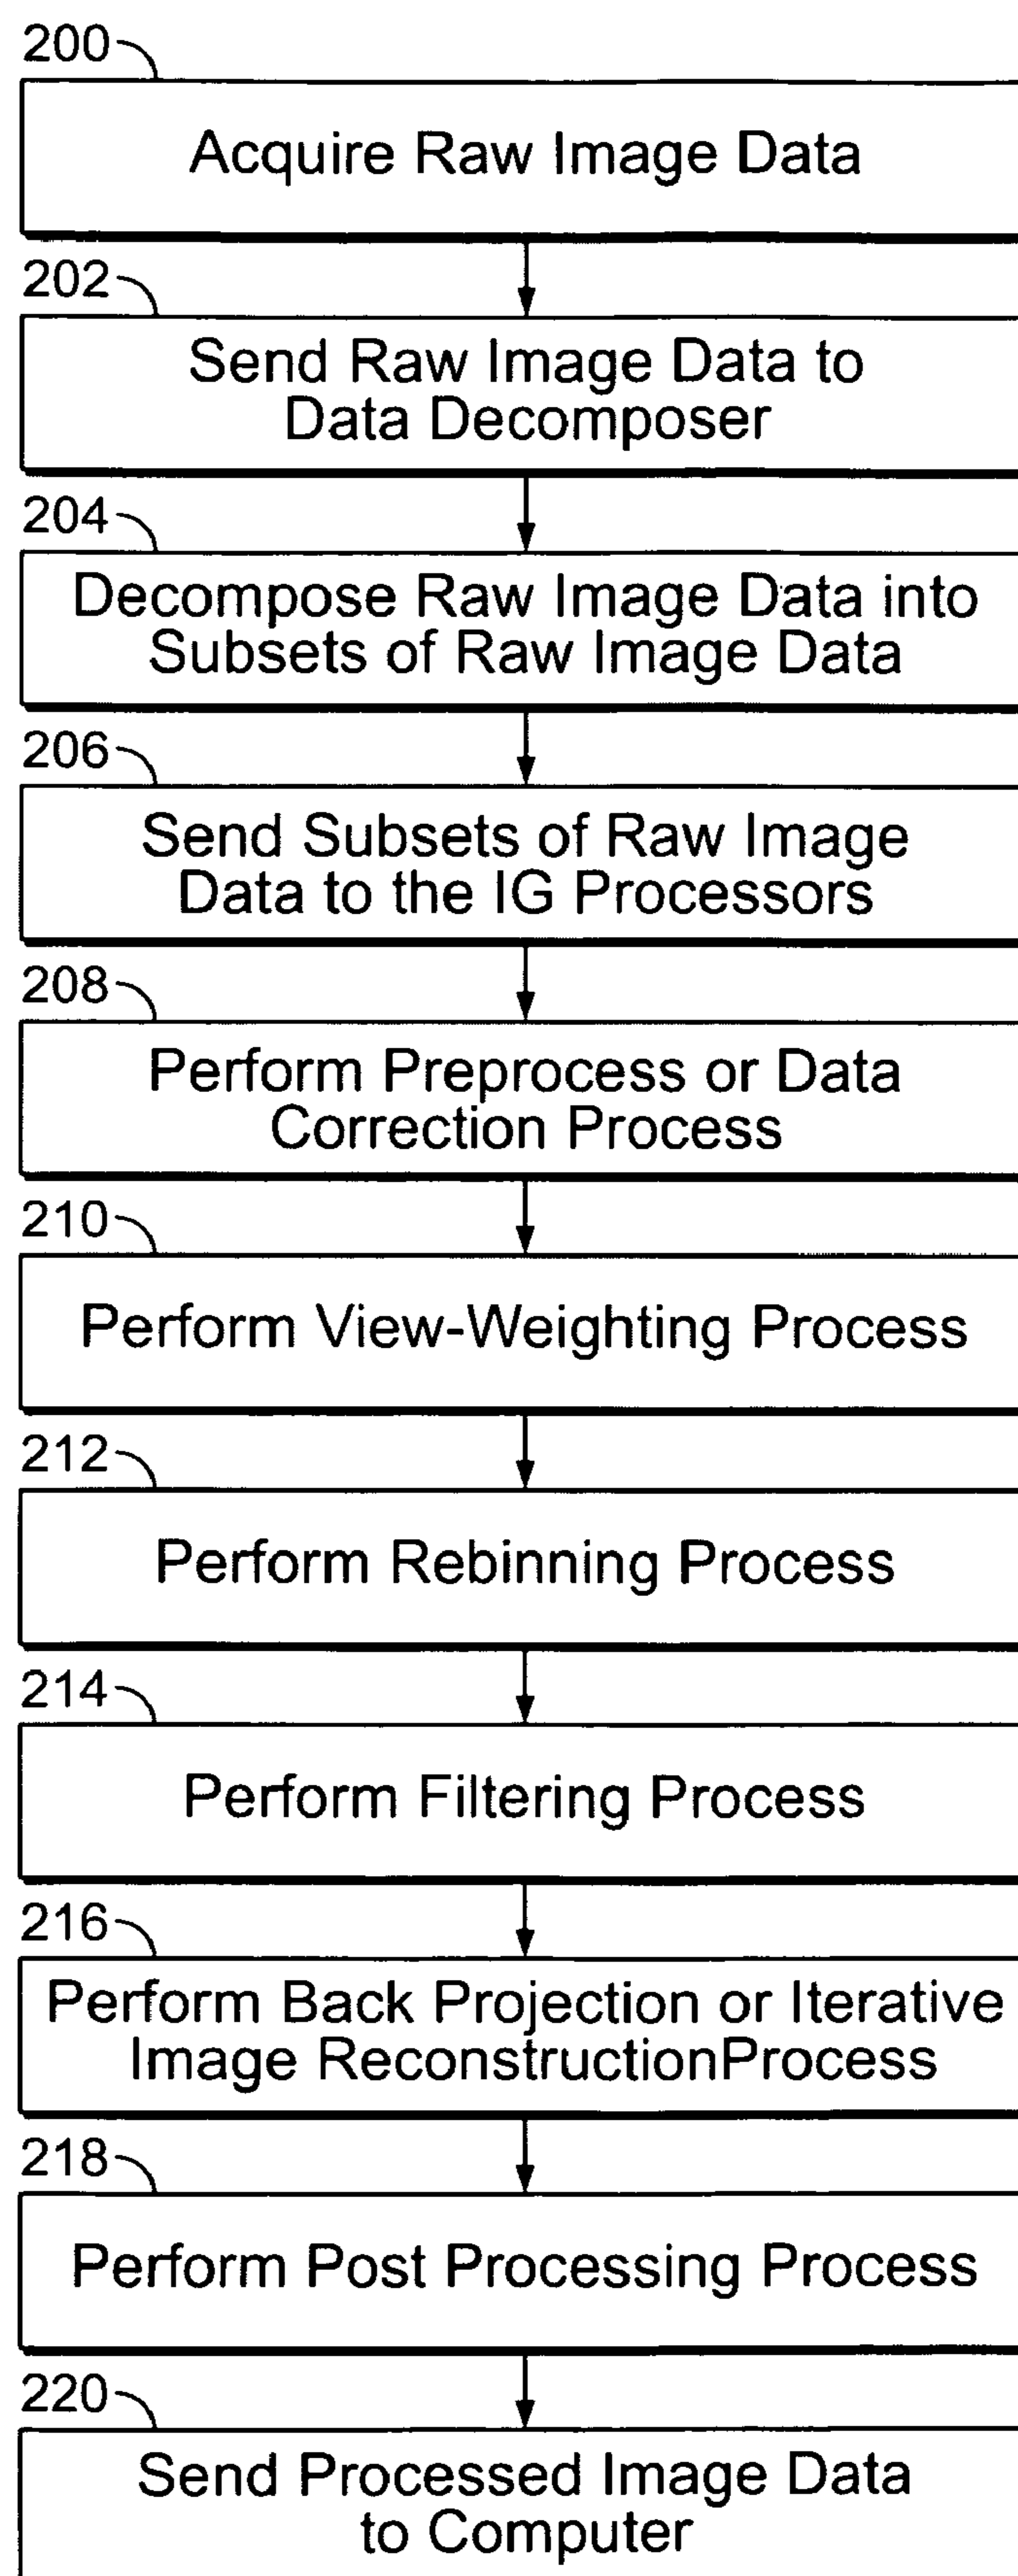 200
Acquire Raw Image Data
202
Send Raw Image Data to
Data Decomposer
204
Decompose Raw Image Data into
Subsets of Raw Image Data
206
Send Subsets of Raw Image
Data to the IG Processors
208
Perform Preprocess or Data
Correction Process
210
Perform View-Weighting Process
212
Perform Rebinning Process
214
Perform Filtering Process
216
Perform Back Projection or Iterative
Image ReconstructionProcess
218
Perform Post Processing Process
220
Send Processed Image Data
to Computer